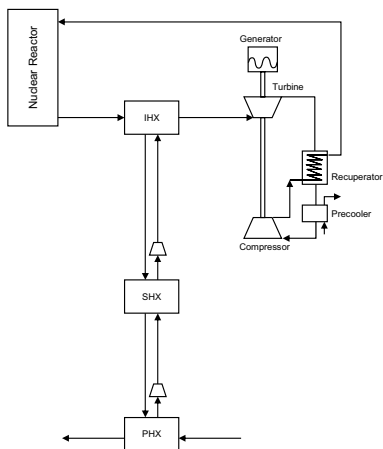 Nuclear Reactor
Generator
Turbine
IHX
Recuperator
Precooler
Compressor
SHX
PHX